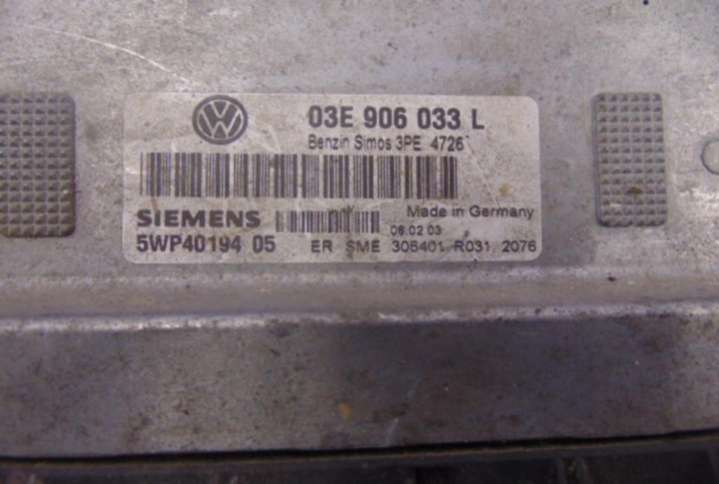 03E 906 033 L
Benzin Simos 3PE 4726
SIEMENS
Made in Germany
06.02.03
5WP40194 05
ER SME 306401 R031 2076